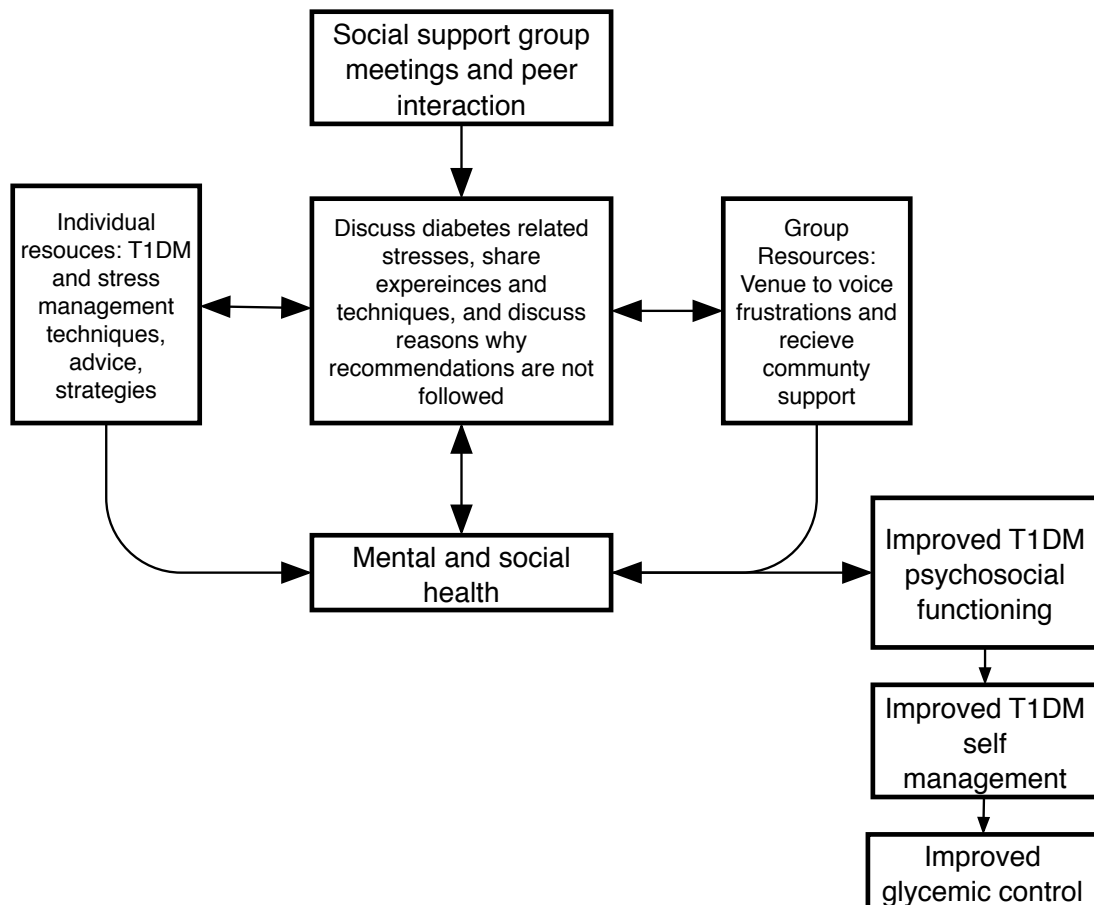 Social support group
meetings and peer
interaction
Individual
resouces: T1DM
and stress
management
techniques,
advice,
strategies
Discuss diabetes related
stresses, share
expereinces and
techniques, and discuss
reasons why
recommendations are not
followed
Group
Resources:
Venue to voice
frustrations and
recieve
communty
support
Mental and social
health
Improved T1DM
psychosocial
functioning
Improved T1DM
self
management
Improved
glycemic control